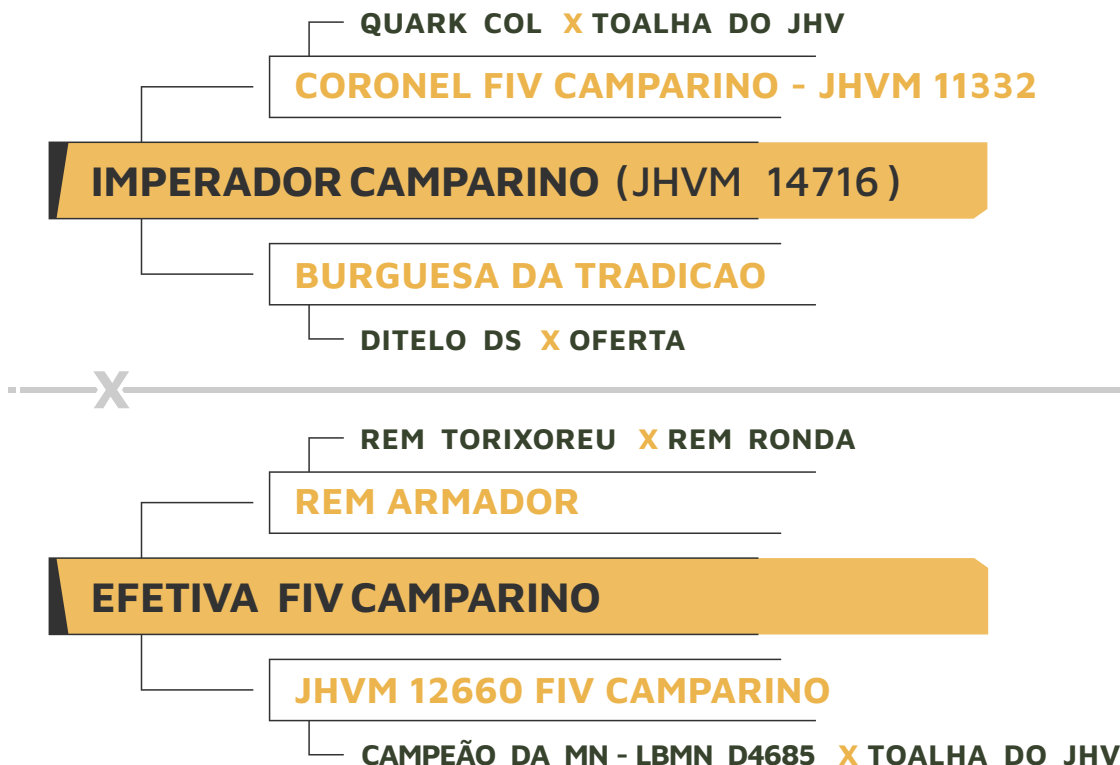 QUARK COL X TOALHA DO JHV
CORONEL FIV CAMPARINO - JHVM 11332
IMPERADOR CAMPARINO (JHVM 14716)
BURGUESA DA TRADICAO
DITELO DS X OFERTA
X
REM TORIXOREU X REM RONDA
REM ARMADOR
EFETIVA FIV CAMPARINO
JHVM 12660 FIV CAMPARINO
CAMPEÃO DA MN - LBMN D4685 X TOALHA DO JHV